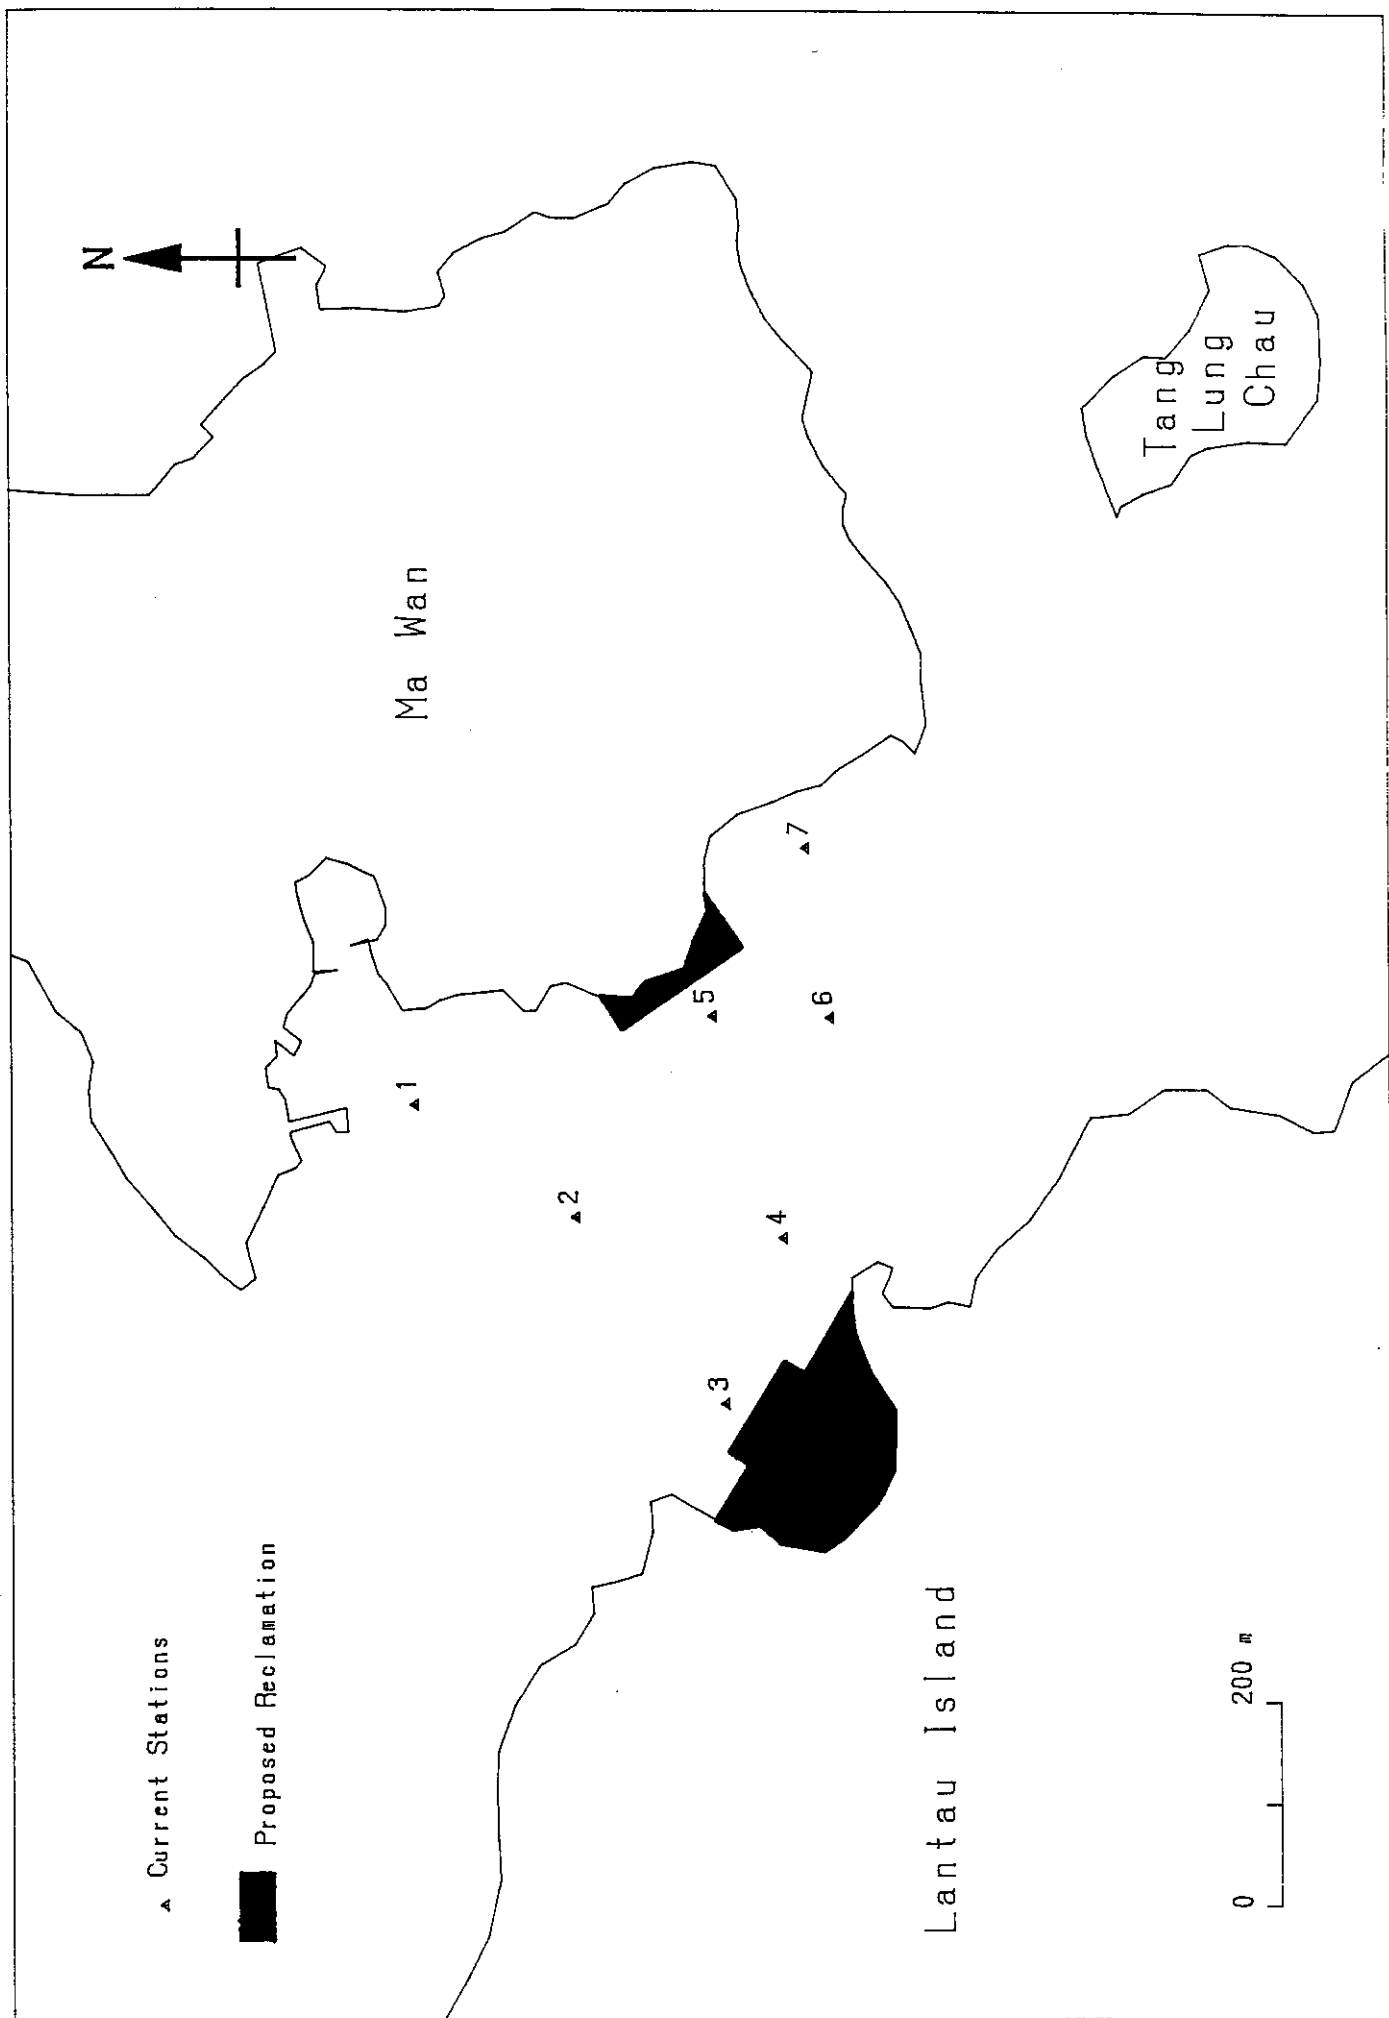 Current Stations
Proposed Reclamation
N
Ma Wan
1
2
3
4
5
6
7
Lantau Island
Tang
Lung
Chau
0 200 m